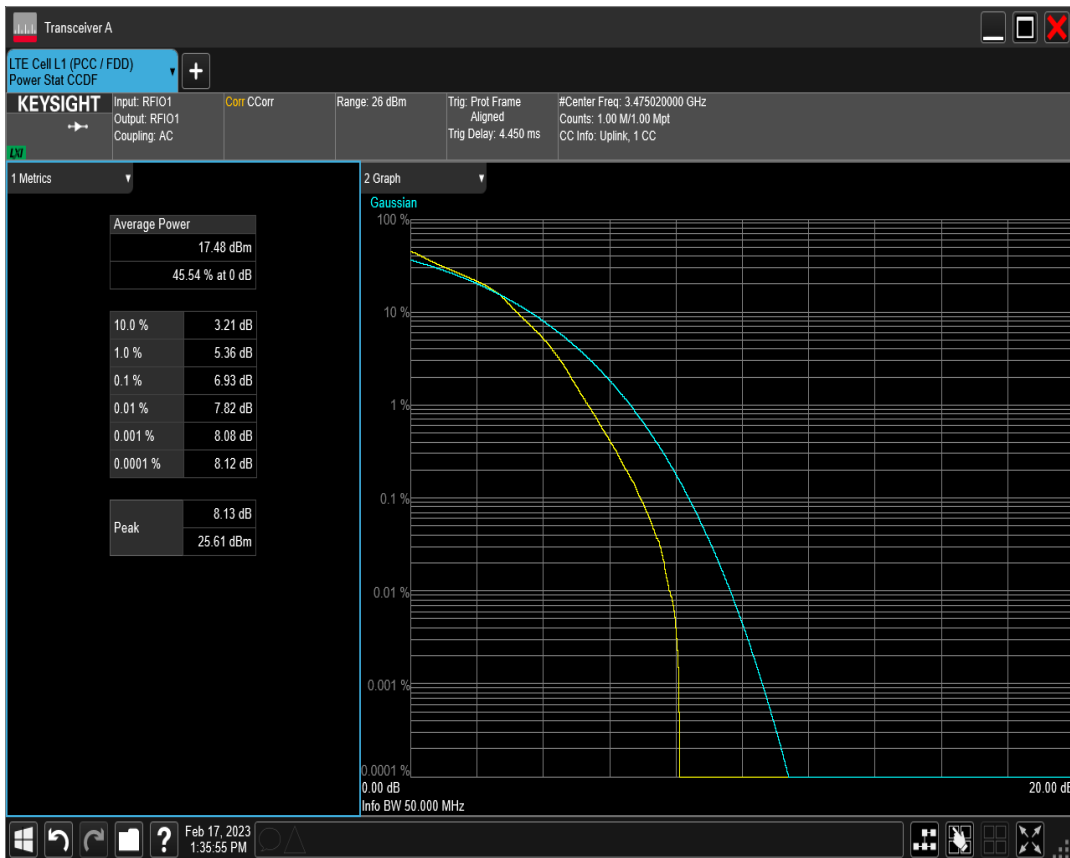 Transceiver A
LTE Cell L1 (PCC / FDD)
Power Stat CCDF
+
KEYSIGHT
LXI
Input: RFIO1
Output: RFIO1
Coupling: AC
Corr CCorr
Range: 26 dBm
Trig: Prot Frame
Aligned
Trig Delay: 4.450 ms
#Center Freq: 3.475020000 GHz
Counts: 1.00 M/1.00 Mpt
CC Info: Uplink, 1 CC
1 Metrics
Average Power
17.48 dBm
45.54 % at 0 dB
10.0 % 3.21 dB
1.0 % 5.36 dB
0.1 % 6.93 dB
0.01 % 7.82 dB
0.001 % 8.08 dB
0.0001 % 8.12 dB
Peak
8.13 dB
25.61 dBm
2 Graph
Gaussian
100 %
10 %
1 %
0.1 %
0.01 %
0.001 %
0.0001 %
0.00 dB 20.00 dB
Info BW 50.000 MHz
?
Feb 17, 2023
1:35:55 PM